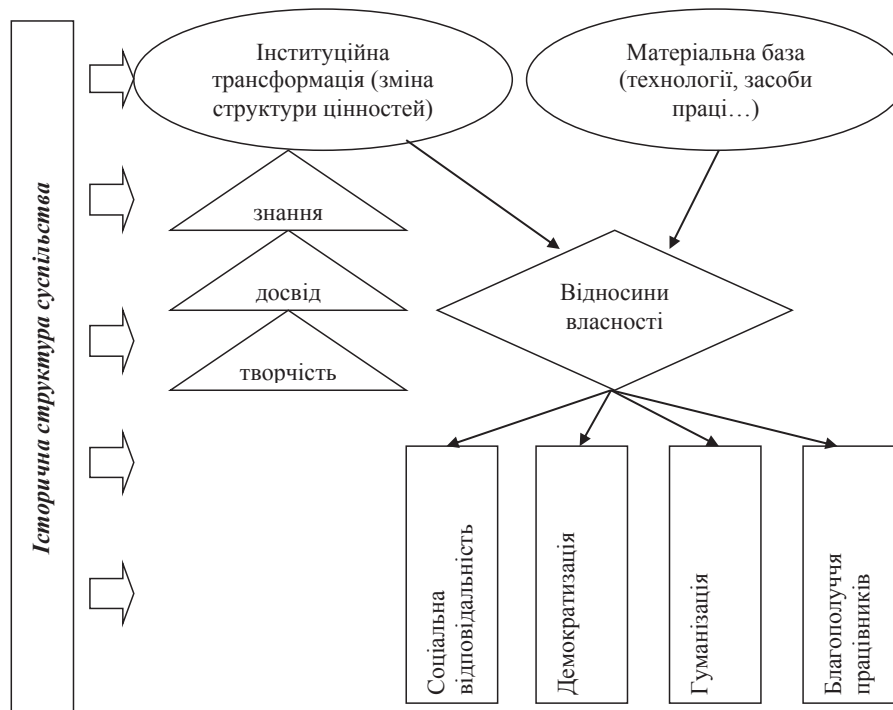 Історична структура суспільства
Інституційна
трансформація (зміна
структури цінностей)
Матеріальна база
(технології, засоби
праці…)
знання
досвід
творчість
Відносини
власності
Соціальна
відповідальність
Демократизація
Гуманізація
Благополуччя
працівників